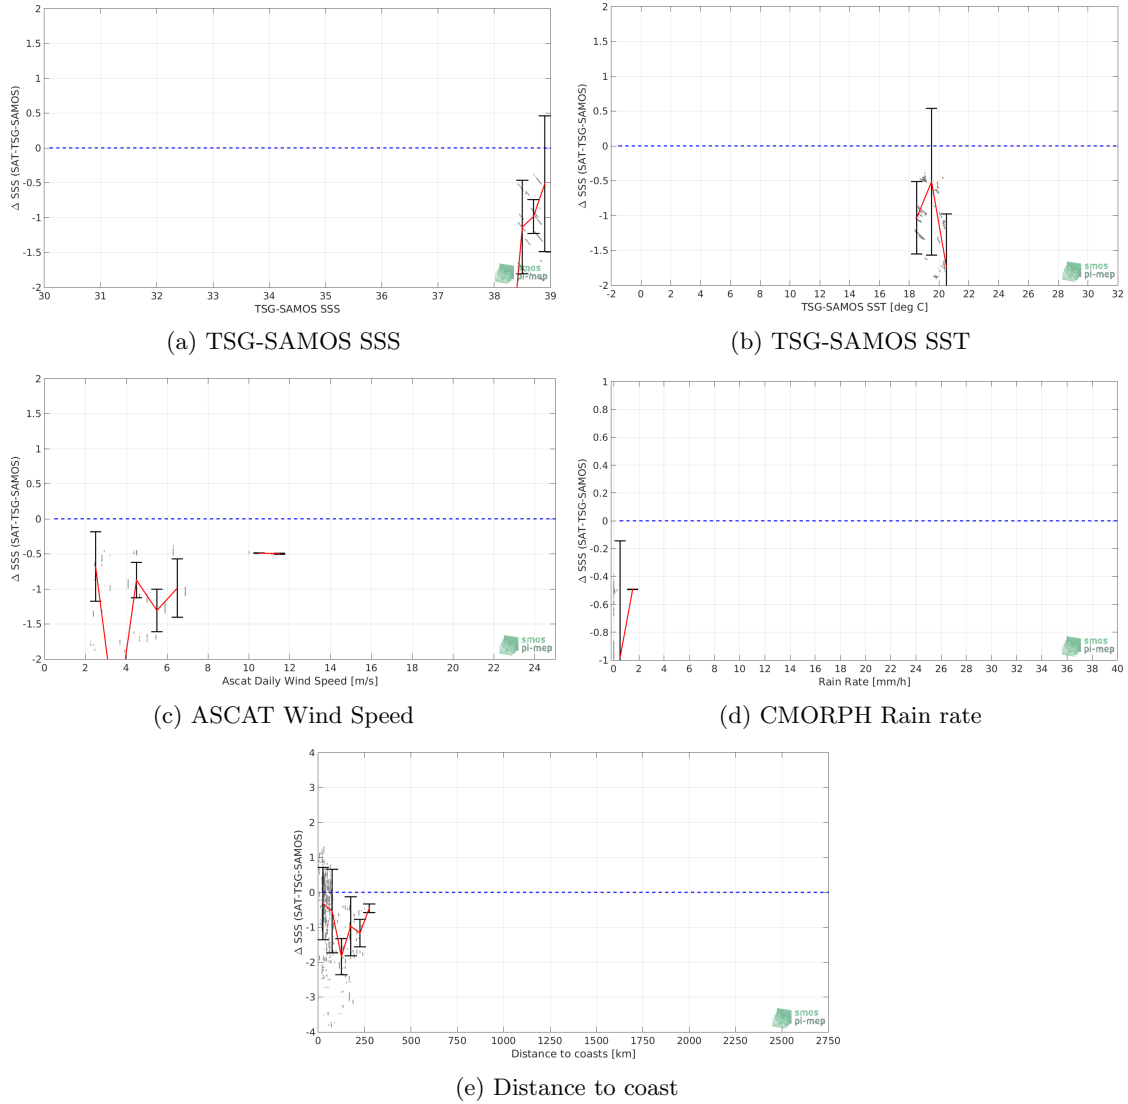 2
1.5
1
0.5
0
-0.5
-1
-1.5
-2
Δ SSS (SAT-TSG-SAMOS)
30 31 32 33 34 35 36 37 38 39
TSG-SAMOS SSS
smos
pi-mep
(a) TSG-SAMOS SSS
2
1.5
1
0.5
0
-0.5
-1
-1.5
-2
Δ SSS (SAT-TSG-SAMOS)
-2 0 2 4 6 8 10 12 14 16 18 20 22 24 26 28 30 32
TSG-SAMOS SST [deg C]
smos
pi-mep
(b) TSG-SAMOS SST
2
1.5
1
0.5
0
-0.5
-1
-1.5
-2
Δ SSS (SAT-TSG-SAMOS)
0 2 4 6 8 10 12 14 16 18 20 22 24
Ascat Daily Wind Speed [m/s]
smos
pi-mep
(c) ASCAT Wind Speed
1
0.8
0.6
0.4
0.2
0
-0.2
-0.4
-0.6
-0.8
-1
Δ SSS (SAT-TSG-SAMOS)
0 2 4 6 8 10 12 14 16 18 20 22 24 26 28 30 32 34 36 38 40
Rain Rate [mm/h]
smos
pi-mep
(d) CMORPH Rain rate
4
3
2
1
0
-1
-2
-3
-4
Δ SSS (SAT-TSG-SAMOS)
0 250 500 750 1000 1250 1500 1750 2000 2250 2500 2750
Distance to coasts [km]
smos
pi-mep
(e) Distance to coast